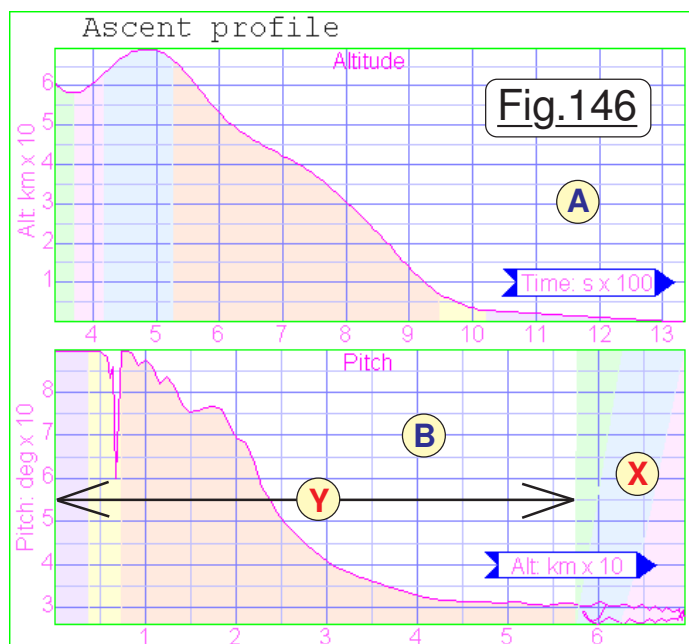 Ascent profile
Altitude
Fig.146
Alt: km x 10
6
5
4
3
2
1
A
Time: s x 100
4 5 6 7 8 9 10 11 12 13
Pitch
Pitch: deg x 10
8
7
6
5
4
3
B
X
Y
Alt: km x 10
1 2 3 4 5 6